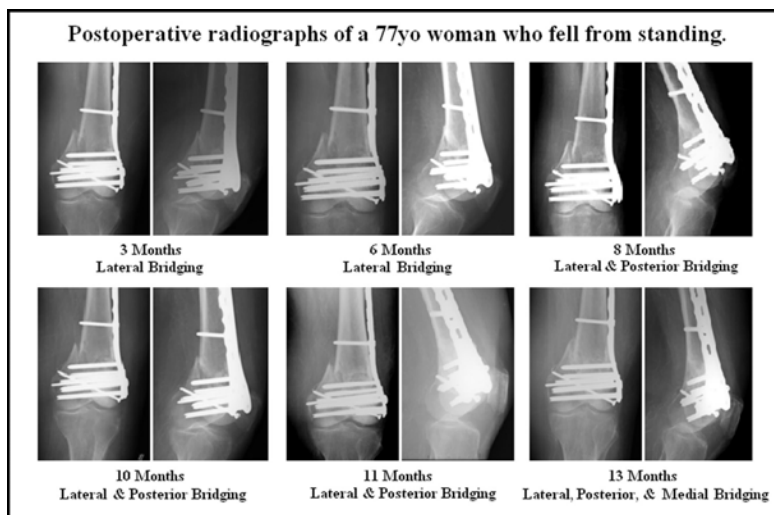 Postoperative radiographs of a 77yo woman who fell from standing.
3 Months
Lateral Bridging
6 Months
Lateral Bridging
8 Months
Lateral & Posterior Bridging
10 Months
Lateral & Posterior Bridging
11 Months
Lateral & Posterior Bridging
13 Months
Lateral, Posterior, & Medial Bridging